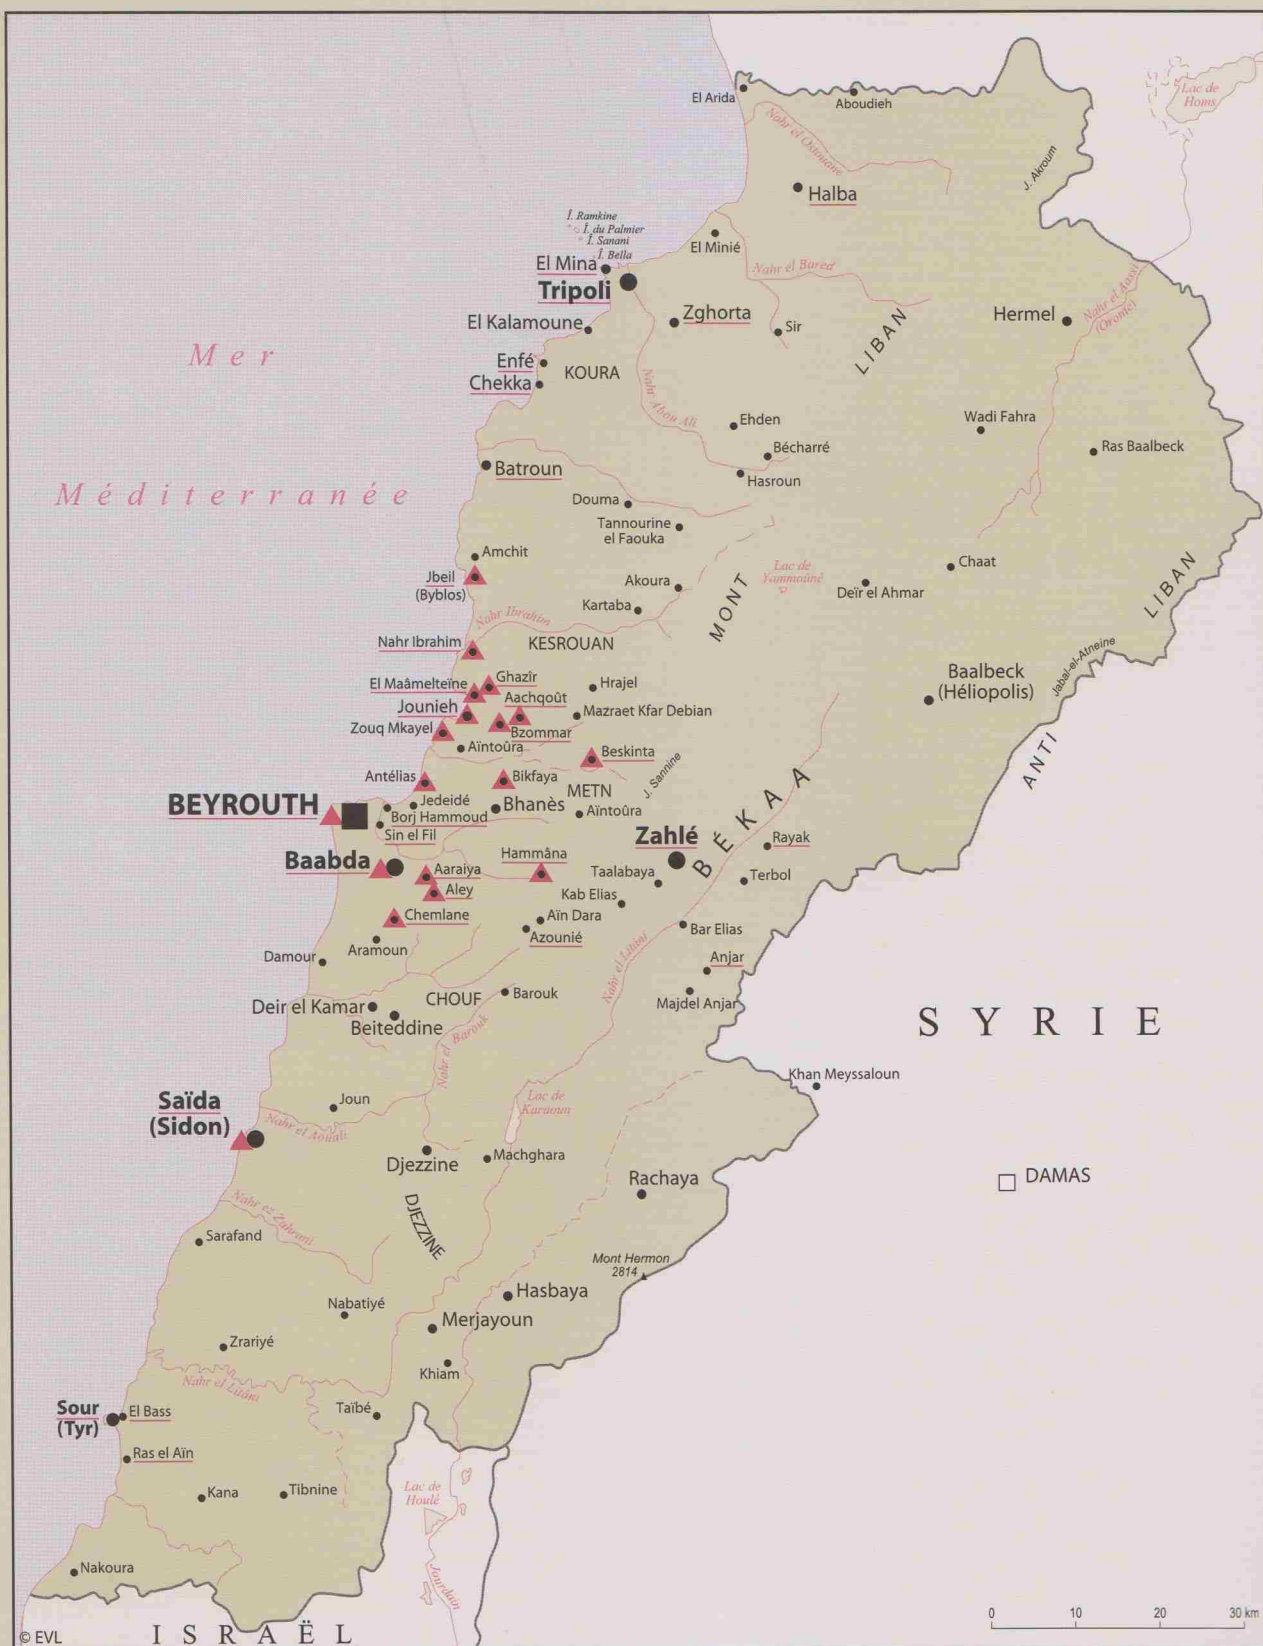 El Arida
Aboudieh
Lac de
Homs
Nahr el Ostouane
J. Akroum
Halba
Î. Ramkine
Î. du Palmier
Î. Sanani
Î. Bella
El Minié
El Mina
Tripoli
Nahr el Bared
Nahr el Aassi
(Oronte)
Zghorta
Sir
Hermel
El Kalamoune
LIBAN
Mer
Enfé
KOURA
Chekka
Nahr Abou Ali
Ehden
Wadi Fahra
Bécharré
Ras Baalbeck
Batroun
Hasroun
Méditerranée
Douma
Tannourine
el Faouka
Amchit
Chaat
Jbeil
(Byblos)
Akoura
Lac de
Yammoûné
Deïr el Ahmar
LIBAN
Kartaba
MONT
Nahr Ibrahim
Nahr Ibrahim
KESROUAN
Jabal-el-Atneine
Baalbeck
(Héliopolis)
El Maâmelteïne
Ghazîr
Hrajel
Aachqoût
Jounieh
Mazraet Kfar Debian
Zouq Mkayel
Bzommar
Aïntoûra
Beskinta
ANTI
Antélias
Bikfaya
J. Sannine
METN
BEYROUTH
Jedeidé
Borj Hammoud
Bhanès
Aïntoûra
Sin el Fil
Zahlé
BÉKAA
Rayak
Baabda
Hammâna
Aaraiya
Taalabaya
Terbol
Aley
Kab Elias
Chemlane
Aïn Dara
Azounié
Bar Elias
Aramoun
Damour
Nahr el Litâni
Anjar
Majdel Anjar
Deir el Kamar
CHOUF
Barouk
Beiteddine
SYRIE
Nahr el Barouk
Khan Meyssaloun
Saïda
(Sidon)
Joun
Lac de
Karaoun
Nahr el Aouali
Djezzine
Machghara
Rachaya
DAMAS
Nahr ez Zahrani
DJEZZINE
Sarafand
Mont Hermon
2814
Hasbaya
Nabatiyé
Merjayoun
Zrariyé
Khiam
Nahr el Litâni
Sour
(Tyr)
El Bass
Taïbé
Ras el Aïn
Kana
Tibnine
Lac de
Houlé
Jourdain
Nakoura
0 10 20 30 km
© EVL
ISRAËL